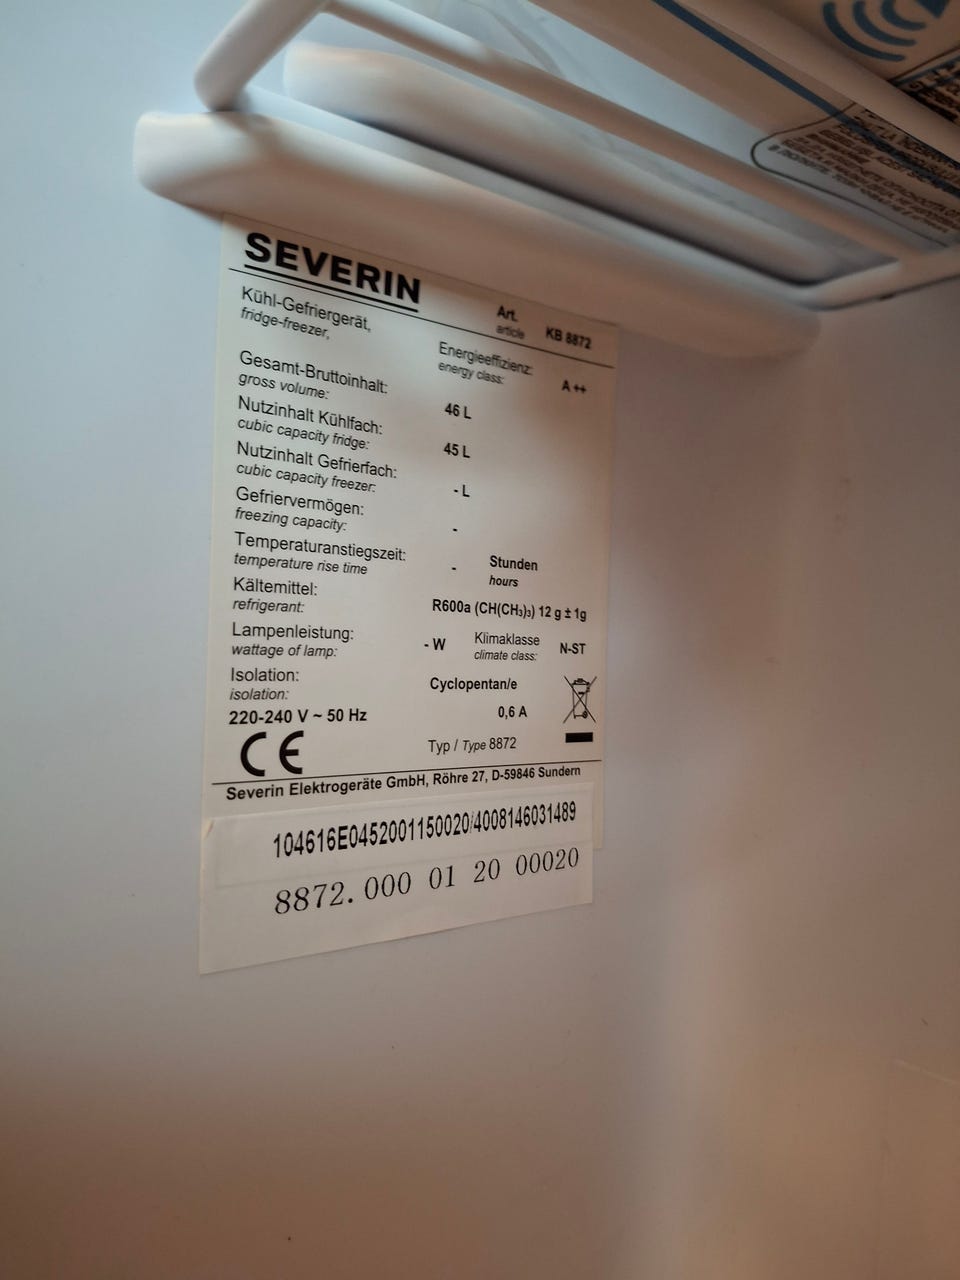 SEVERIN
Art. KB 8872
article
Kühl-Gefriergerät,
fridge-freezer,
Energieeffizienz: A ++
energy class:
Gesamt-Bruttoinhalt: 46 L
gross volume:
Nutzinhalt Kühlfach: 45 L
cubic capacity fridge:
Nutzinhalt Gefrierfach: - L
cubic capacity freezer:
Gefriervermögen: -
freezing capacity:
Temperaturanstiegszeit: - Stunden
temperature rise time hours
Kältemittel: R600a (CH(CH₃)₃) 12 g ± 1g
refrigerant:
Lampenleistung: - W Klimaklasse N-ST
wattage of lamp: climate class:
Isolation: Cyclopentan/e
isolation:
220-240 V ~ 50 Hz 0,6 A
CE Typ / Type 8872
Severin Elektrogeräte GmbH, Röhre 27, D-59846 Sundern
104616E0452001150020/4008146031489
8872.000 01 20 00020